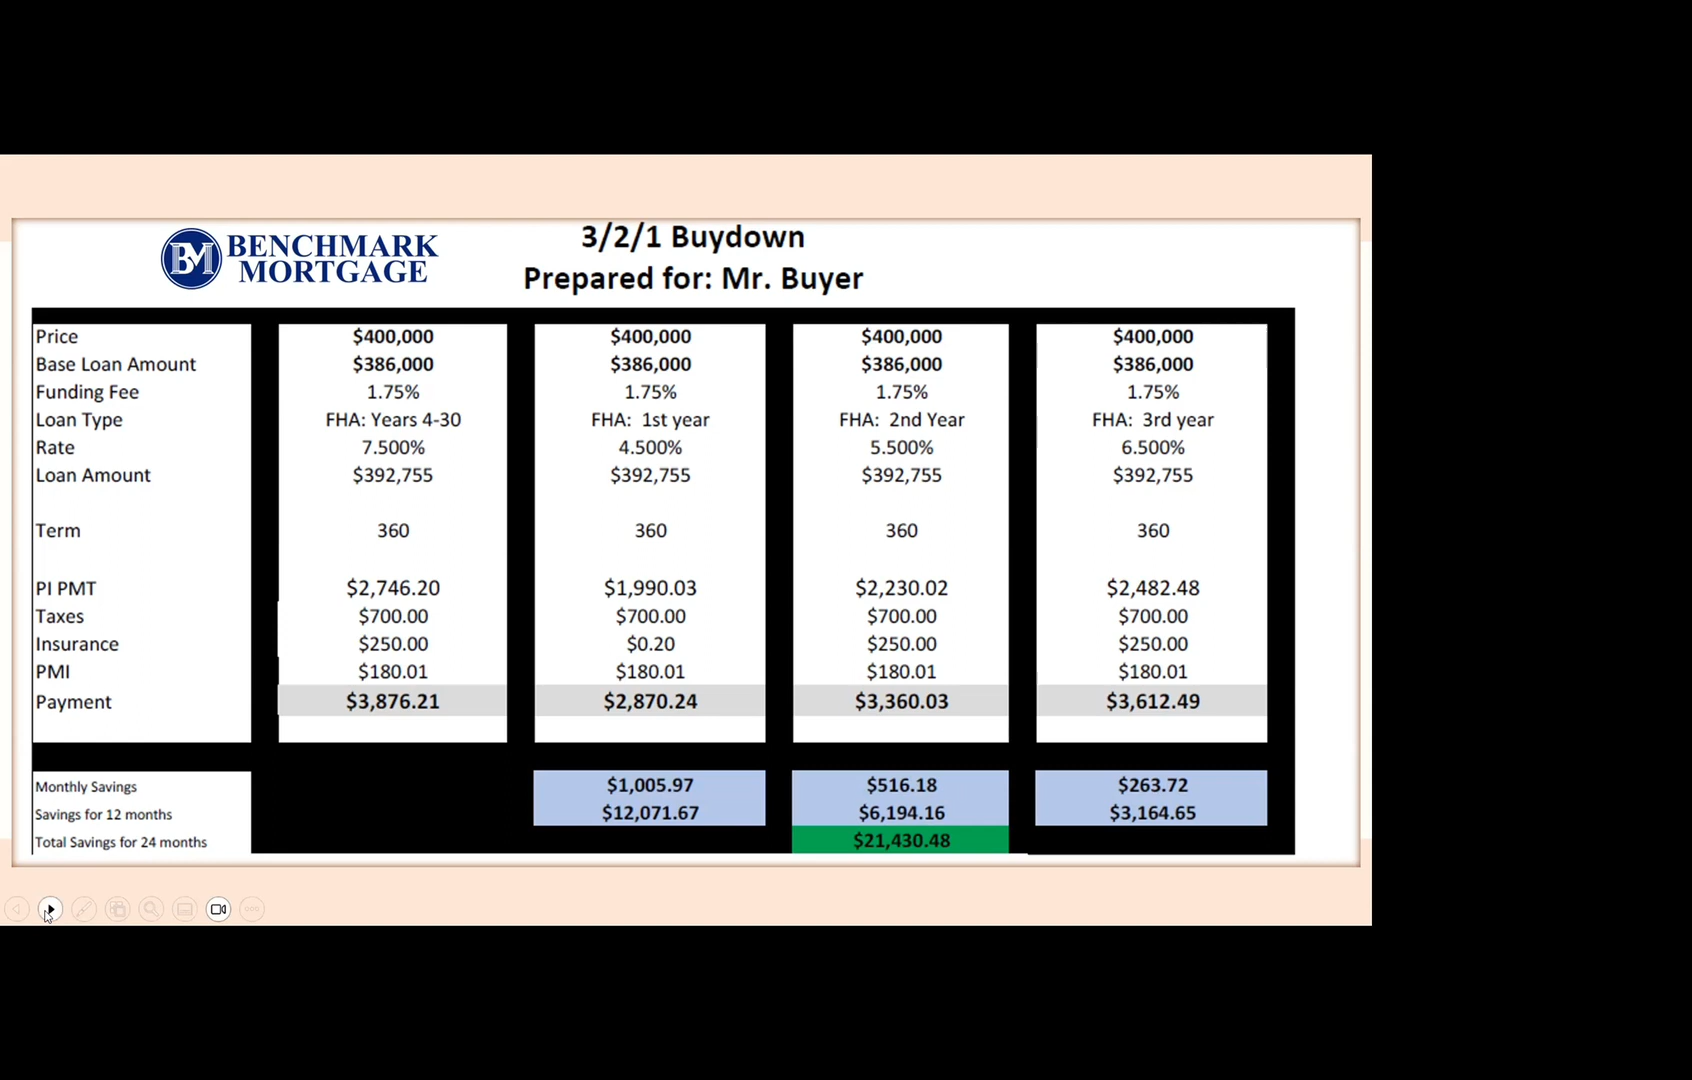 BM BENCHMARK
MORTGAGE
3/2/1 Buydown
Prepared for: Mr. Buyer
Price $400,000 $400,000 $400,000 $400,000
Base Loan Amount $386,000 $386,000 $386,000 $386,000
Funding Fee 1.75% 1.75% 1.75% 1.75%
Loan Type FHA: Years 4-30 FHA: 1st year FHA: 2nd Year FHA: 3rd year
Rate 7.500% 4.500% 5.500% 6.500%
Loan Amount $392,755 $392,755 $392,755 $392,755
Term 360 360 360 360
PI PMT $2,746.20 $1,990.03 $2,230.02 $2,482.48
Taxes $700.00 $700.00 $700.00 $700.00
Insurance $250.00 $0.20 $250.00 $250.00
PMI $180.01 $180.01 $180.01 $180.01
Payment $3,876.21 $2,870.24 $3,360.03 $3,612.49
Monthly Savings $1,005.97 $516.18 $263.72
Savings for 12 months $12,071.67 $6,194.16 $3,164.65
Total Savings for 24 months $21,430.48